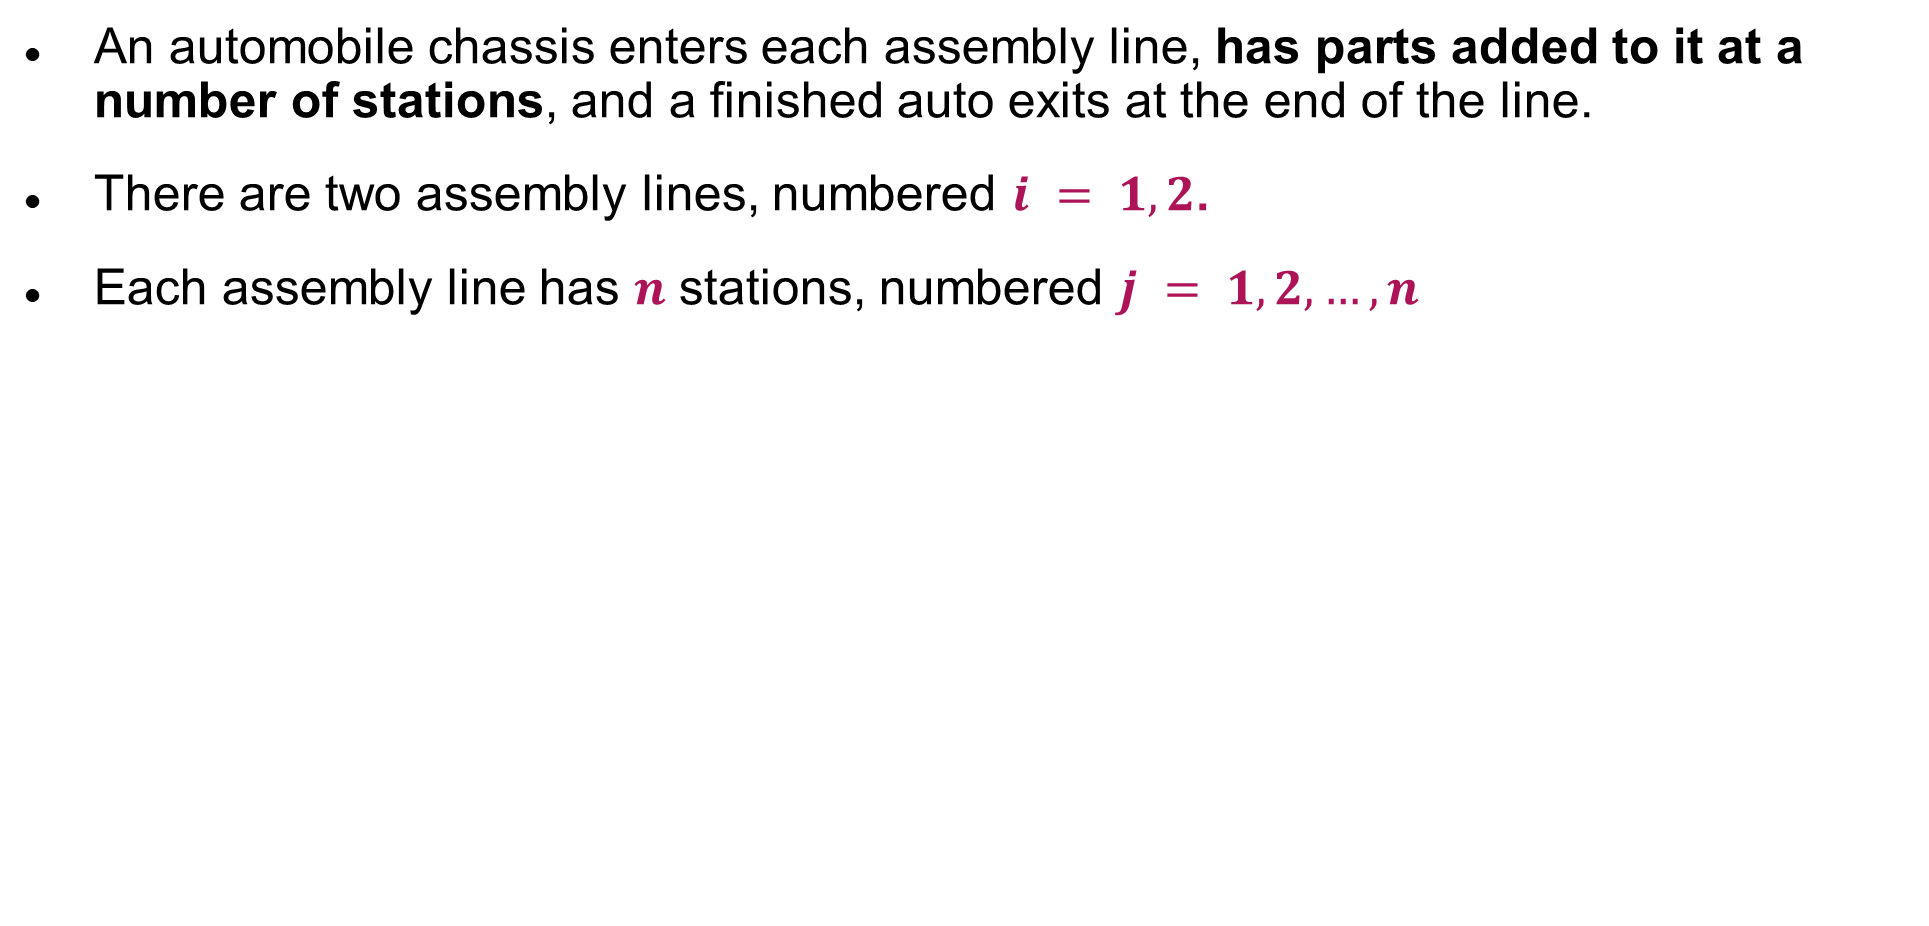 • An automobile chassis enters each assembly line, has parts added to it at a
number of stations, and a finished auto exits at the end of the line.
• There are two assembly lines, numbered i = 1, 2.
• Each assembly line has n stations, numbered j = 1, 2, … , n